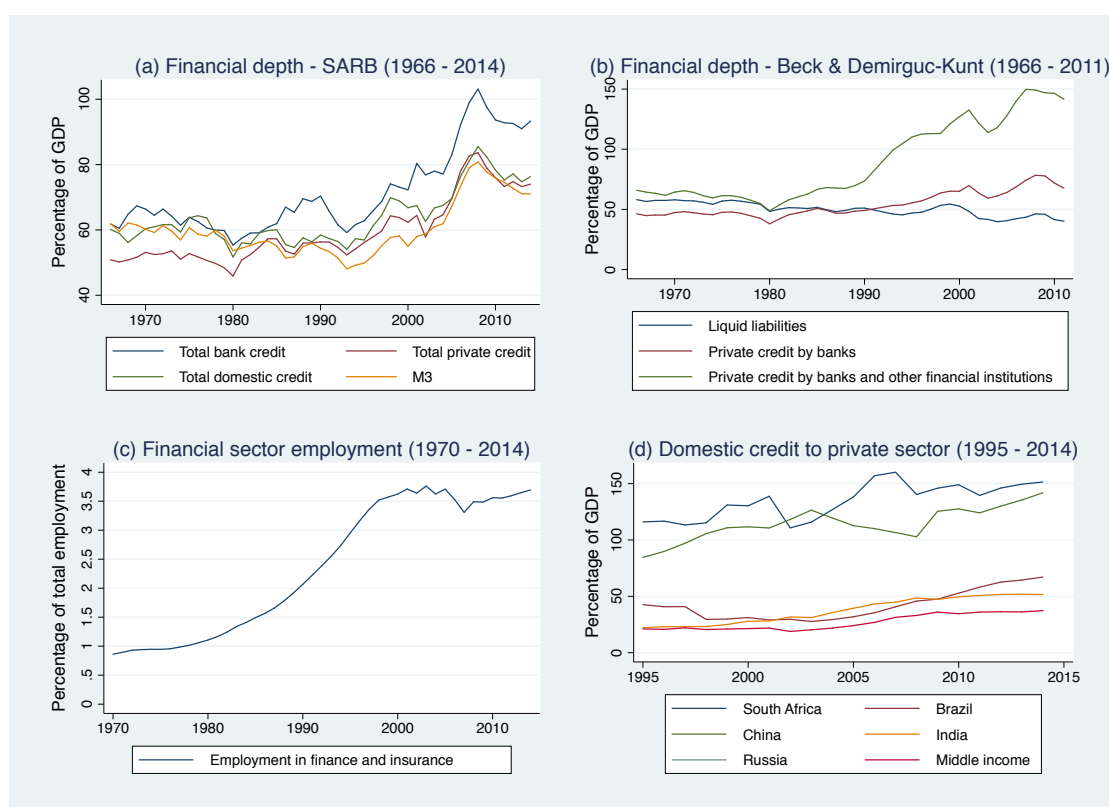 (a) Financial depth - SARB (1966 - 2014)
Percentage of GDP
100
80
60
40
1970
1980
1990
2000
2010
Total bank credit
Total private credit
Total domestic credit
M3
(b) Financial depth - Beck & Demirguc-Kunt (1966 - 2011)
Percentage of GDP
150
100
50
0
1970
1980
1990
2000
2010
Liquid liabilities
Private credit by banks
Private credit by banks and other financial institutions
(c) Financial sector employment (1970 - 2014)
Percentage of total employment
4
3.5
3
2.5
2
1.5
1
.5
0
1970
1980
1990
2000
2010
Employment in finance and insurance
(d) Domestic credit to private sector (1995 - 2014)
Percentage of GDP
150
100
50
0
1995
2000
2005
2010
2015
South Africa
Brazil
China
India
Russia
Middle income